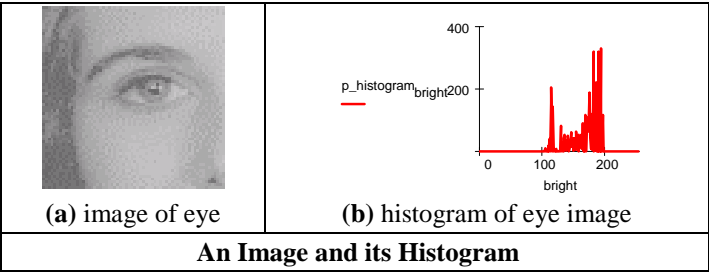 400
p_histogram bright 200
0 100 200
bright
(a) image of eye
(b) histogram of eye image
An Image and its Histogram